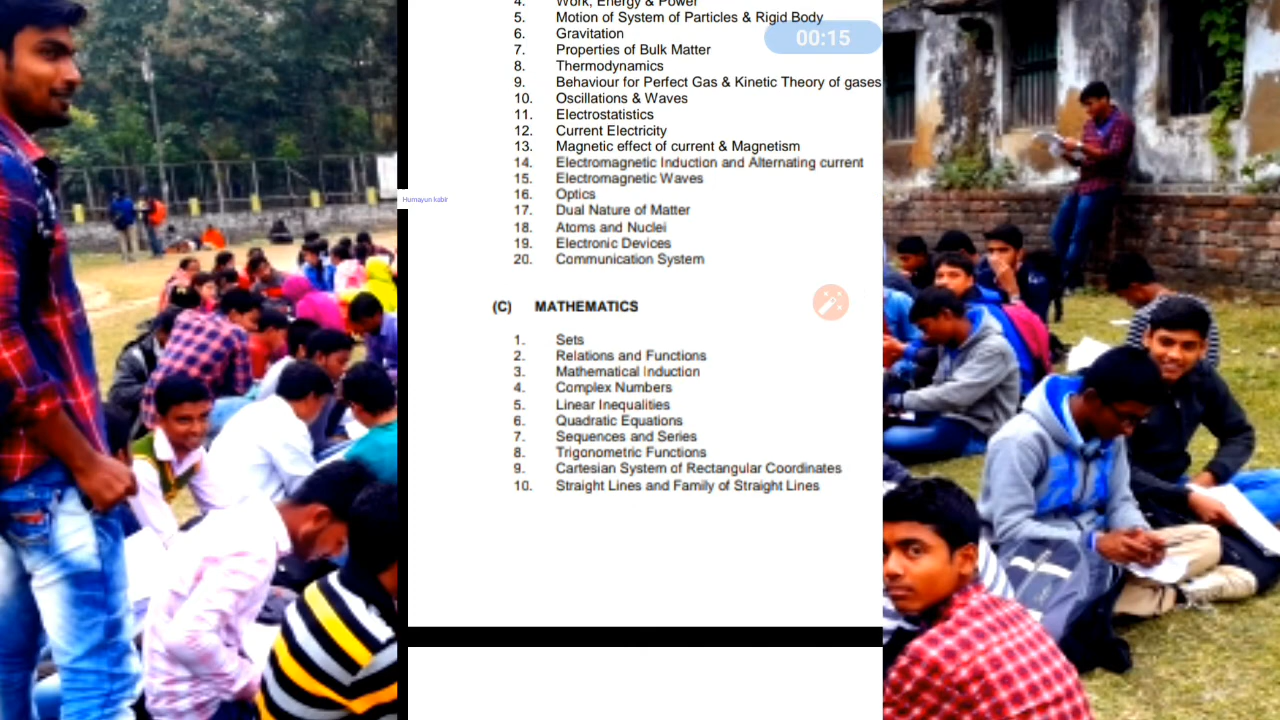 4. Work, Energy & Power
5. Motion of System of Particles & Rigid Body
00:15
6. Gravitation
7. Properties of Bulk Matter
8. Thermodynamics
9. Behaviour for Perfect Gas & Kinetic Theory of gases
10. Oscillations & Waves
11. Electrostatistics
12. Current Electricity
13. Magnetic effect of current & Magnetism
14. Electromagnetic Induction and Alternating current
15. Electromagnetic Waves
16. Optics
17. Dual Nature of Matter
18. Atoms and Nuclei
19. Electronic Devices
20. Communication System
Humayun kabir
(C) MATHEMATICS
1. Sets
2. Relations and Functions
3. Mathematical Induction
4. Complex Numbers
5. Linear Inequalities
6. Quadratic Equations
7. Sequences and Series
8. Trigonometric Functions
9. Cartesian System of Rectangular Coordinates
10. Straight Lines and Family of Straight Lines